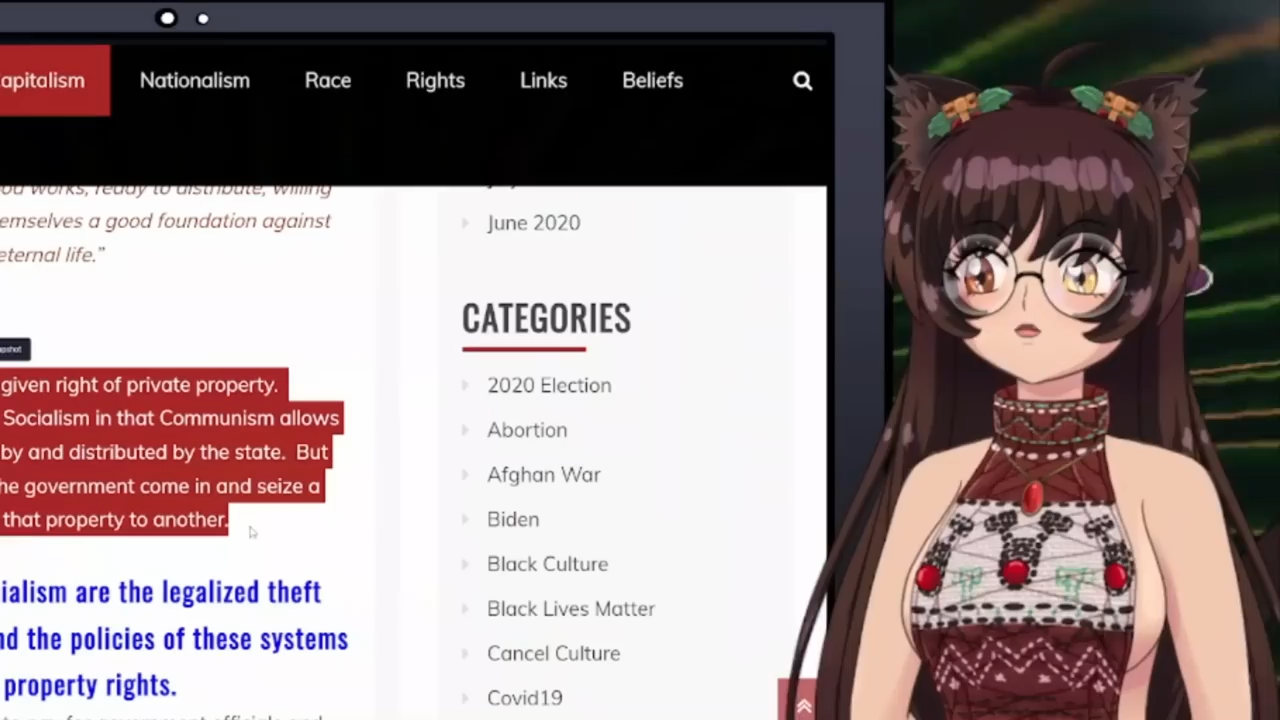 apitalism Nationalism Race Rights Links Beliefs
good works, ready to distribute, willing
emselves a good foundation against
eternal life.”
given right of private property.
Socialism in that Communism allows
by and distributed by the state. But
he government come in and seize a
that property to another.
ialism are the legalized theft
nd the policies of these systems
property rights.
June 2020
CATEGORIES
2020 Election
Abortion
Afghan War
Biden
Black Culture
Black Lives Matter
Cancel Culture
Covid19